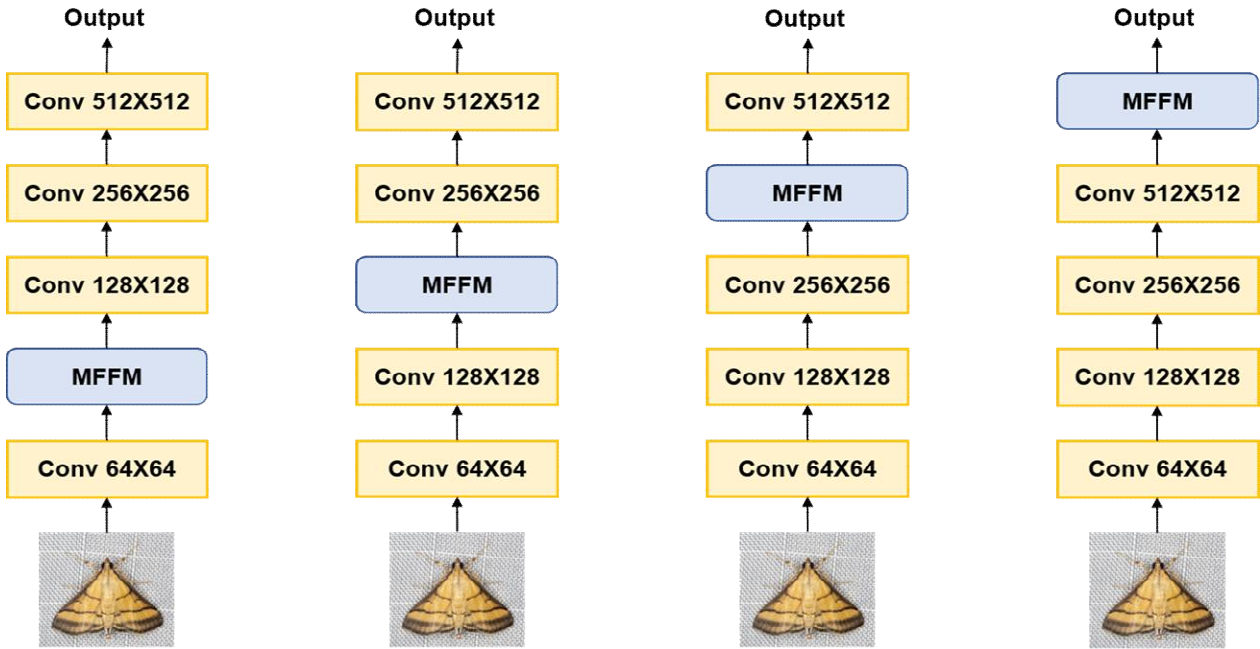 Output
Output
Output
Output
Conv 512X512
Conv 512X512
Conv 512X512
MFFM
Conv 256X256
Conv 256X256
MFFM
Conv 512X512
Conv 128X128
MFFM
Conv 256X256
Conv 256X256
MFFM
Conv 128X128
Conv 128X128
Conv 128X128
Conv 64X64
Conv 64X64
Conv 64X64
Conv 64X64